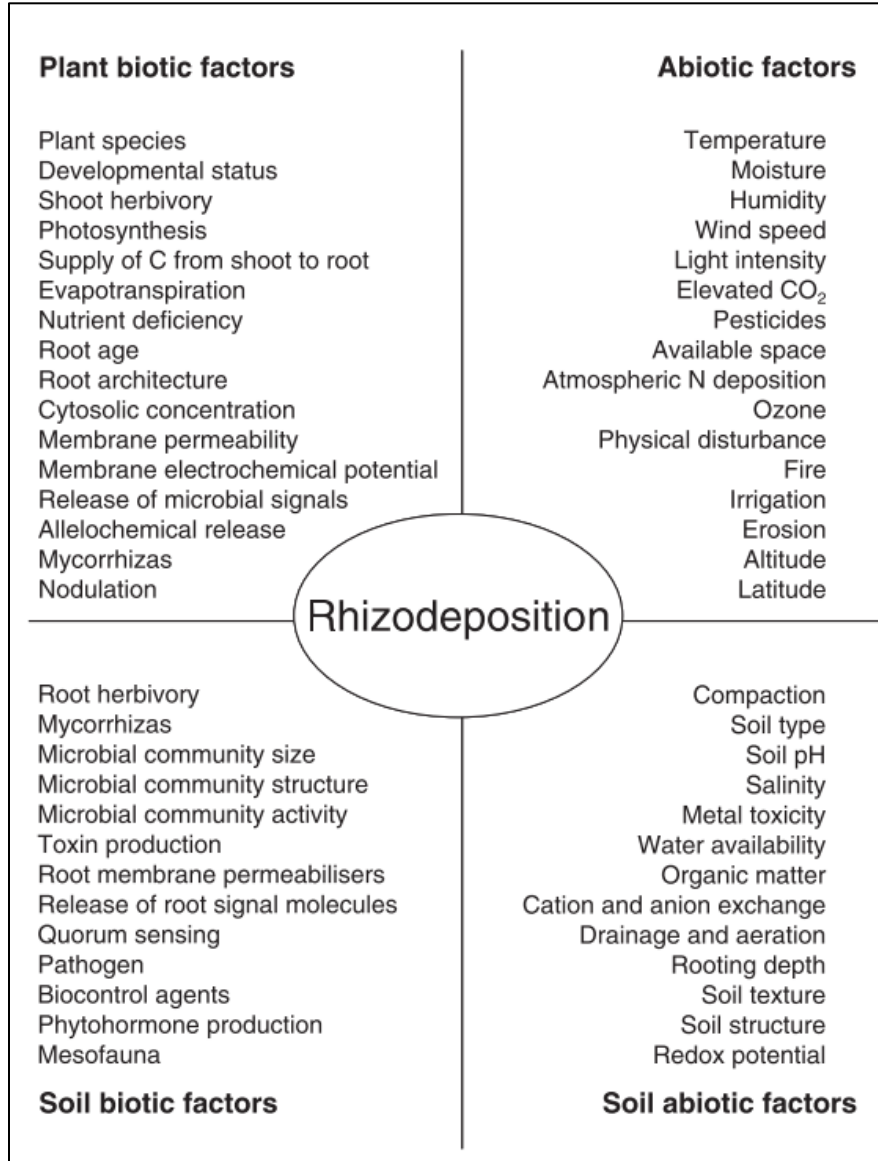 Plant biotic factors
Plant species
Developmental status
Shoot herbivory
Photosynthesis
Supply of C from shoot to root
Evapotranspiration
Nutrient deficiency
Root age
Root architecture
Cytosolic concentration
Membrane permeability
Membrane electrochemical potential
Release of microbial signals
Allelochemical release
Mycorrhizas
Nodulation
Abiotic factors
Temperature
Moisture
Humidity
Wind speed
Light intensity
Elevated CO₂
Pesticides
Available space
Atmospheric N deposition
Ozone
Physical disturbance
Fire
Irrigation
Erosion
Altitude
Latitude
Rhizodeposition
Root herbivory
Mycorrhizas
Microbial community size
Microbial community structure
Microbial community activity
Toxin production
Root membrane permeabilisers
Release of root signal molecules
Quorum sensing
Pathogen
Biocontrol agents
Phytohormone production
Mesofauna
Soil biotic factors
Compaction
Soil type
Soil pH
Salinity
Metal toxicity
Water availability
Organic matter
Cation and anion exchange
Drainage and aeration
Rooting depth
Soil texture
Soil structure
Redox potential
Soil abiotic factors